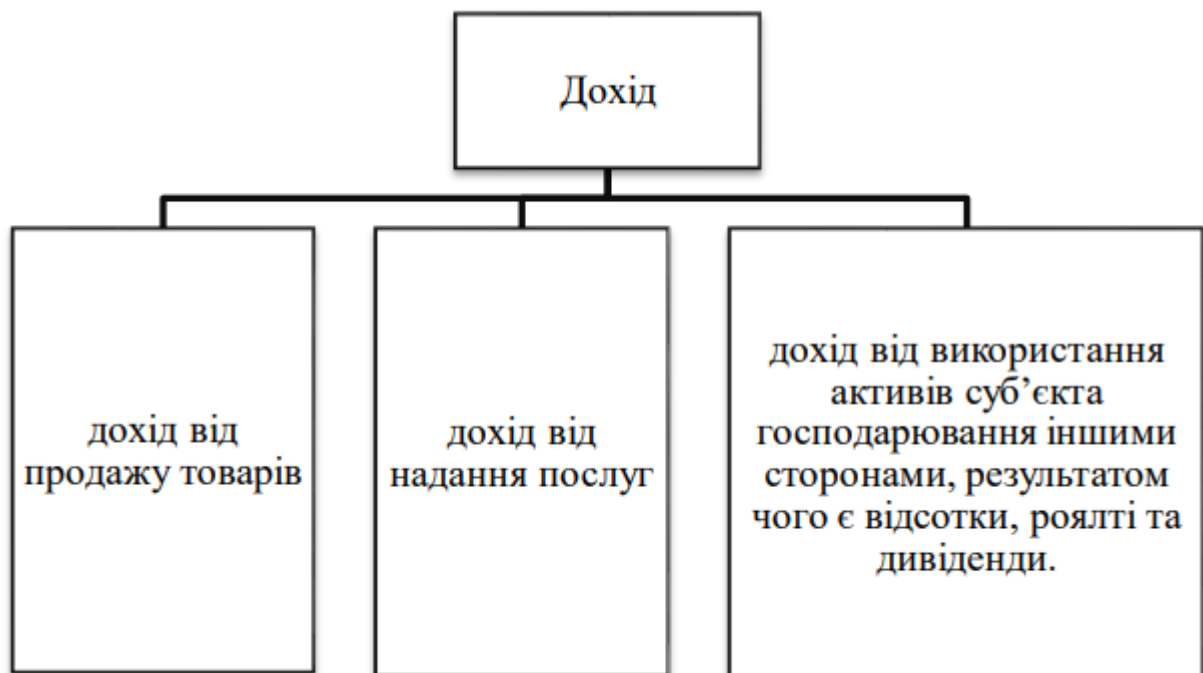 Дохід
дохід від
продажу товарів
дохід від
надання послуг
дохід від використання
активів суб’єкта
господарювання іншими
сторонами, результатом
чого є відсотки, роялті та
дивіденди.